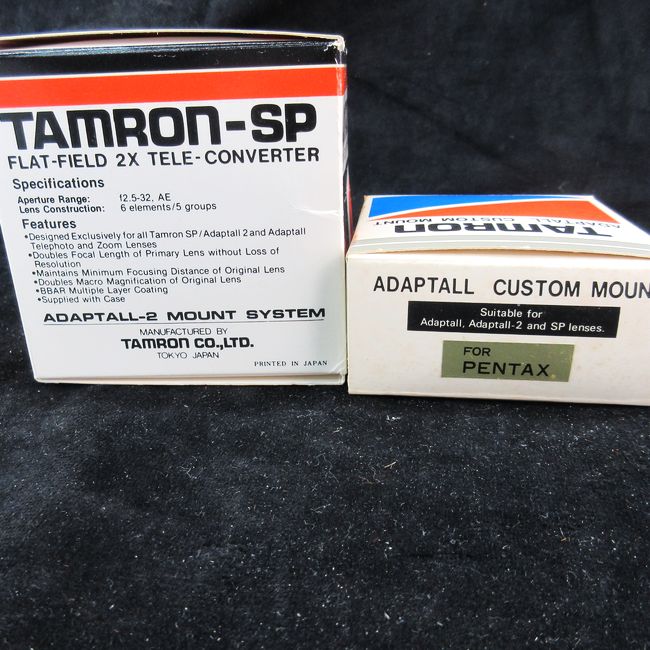 TAMRON-SP
FLAT-FIELD 2X TELE-CONVERTER
Specifications
Aperture Range: f2.5-32, AE
Lens Construction: 6 elements/5 groups
Features
•Designed Exclusively for all Tamron SP/Adaptall 2 and Adaptall
Telephoto and Zoom Lenses
•Doubles Focal Length of Primary Lens without Loss of
Resolution
•Maintains Minimum Focusing Distance of Original Lens
•Doubles Macro Magnification of Original Lens
•BBAR Multiple Layer Coating
•Supplied with Case
ADAPTALL-2 MOUNT SYSTEM
MANUFACTURED BY
TAMRON CO.,LTD.
TOKYO JAPAN
PRINTED IN JAPAN
TAMRON
ADAPTALL CUSTOM MOUNT
ADAPTALL CUSTOM MOUN
Suitable for
Adaptall, Adaptall-2 and SP lenses.
FOR
PENTAX